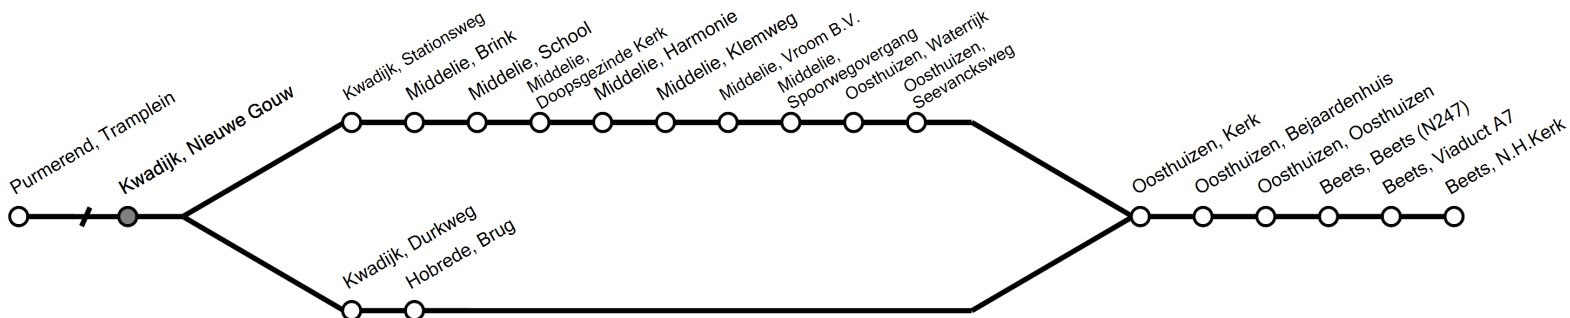 Purmerend, Tramplein
Kwadijk, Nieuwe Gouw
Kwadijk, Stationsweg
Middelie, Brink
Middelie, School
Middelie,
Doopsgezinde Kerk
Middelie, Harmonie
Middelie, Klemweg
Middelie, Vroom B.V.
Middelie,
Spoorwegovergang
Oosthuizen, Waterrijk
Oosthuizen,
Seevancksweg
Kwadijk, Durkweg
Hobrede, Brug
Oosthuizen, Kerk
Oosthuizen, Bejaardenhuis
Oosthuizen, Oosthuizen
Beets, Beets (N247)
Beets, Viaduct A7
Beets, N.H.Kerk